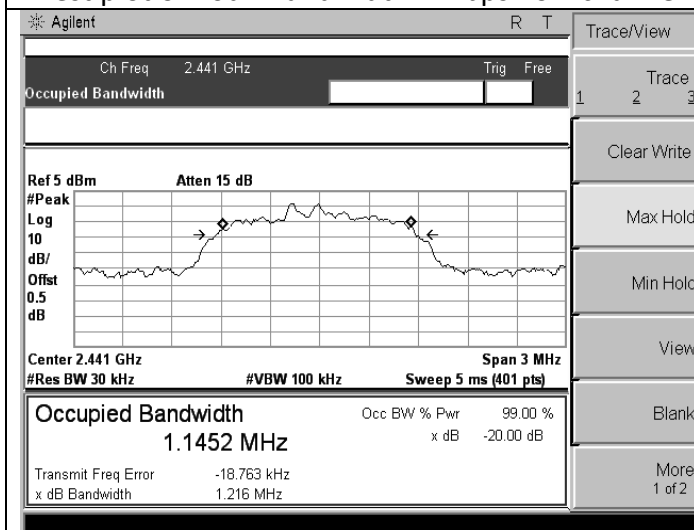 Agilent R T
Trace/View
Ch Freq 2.441 GHz Trig Free
Occupied Bandwidth
Trace
1 2 3
Clear Write
Ref 5 dBm Atten 15 dB
#Peak
Log
10
dB/
Offst
0.5
dB
Max Hold
Min Hold
View
Center 2.441 GHz Span 3 MHz
#Res BW 30 kHz #VBW 100 kHz Sweep 5 ms (401 pts)
Occupied Bandwidth
1.1452 MHz
Occ BW % Pwr 99.00 %
x dB -20.00 dB
Transmit Freq Error -18.763 kHz
x dB Bandwidth 1.216 MHz
Blank
More
1 of 2